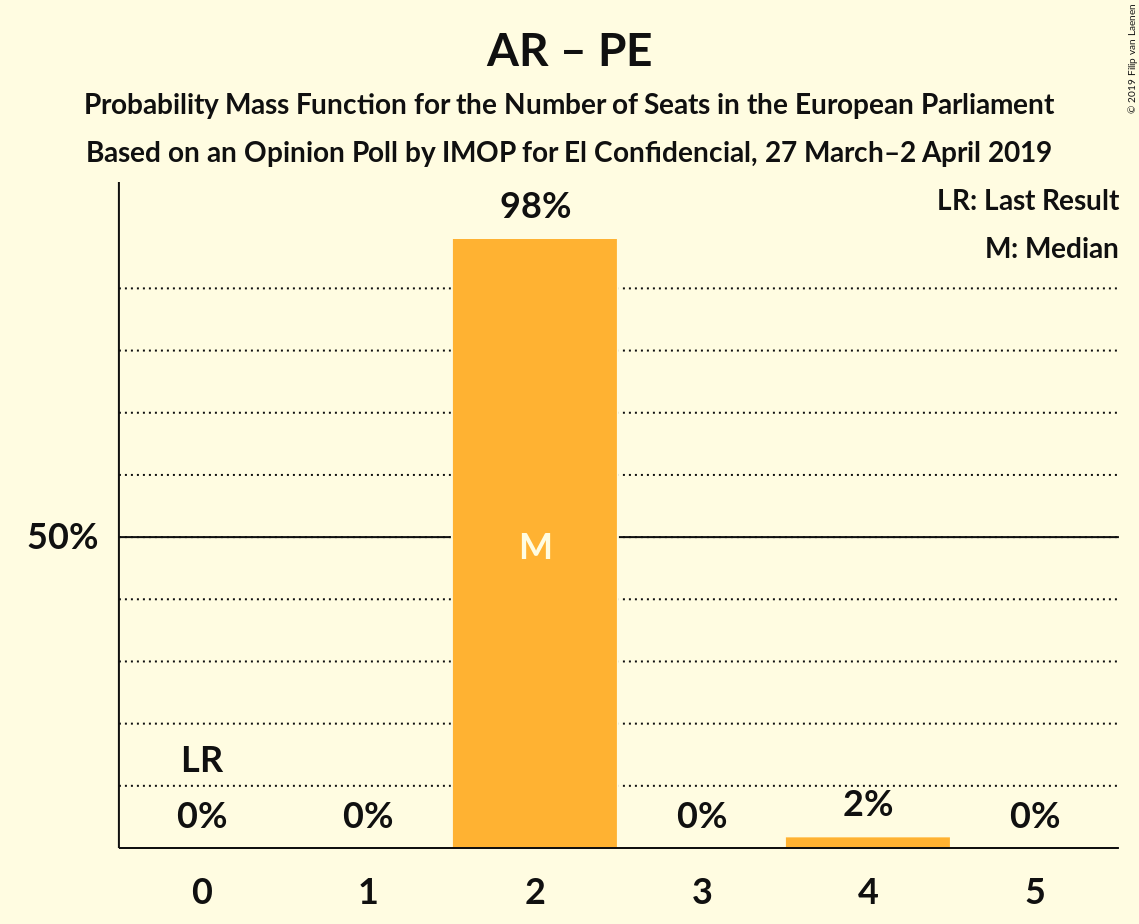 AR – PE
Probability Mass Function for the Number of Seats in the European Parliament
Based on an Opinion Poll by IMOP for El Confidencial, 27 March–2 April 2019
© 2019 Filip van Laenen
LR: Last Result
M: Median
98%
50%
M
LR
0%
0%
0%
2%
0%
0
1
2
3
4
5